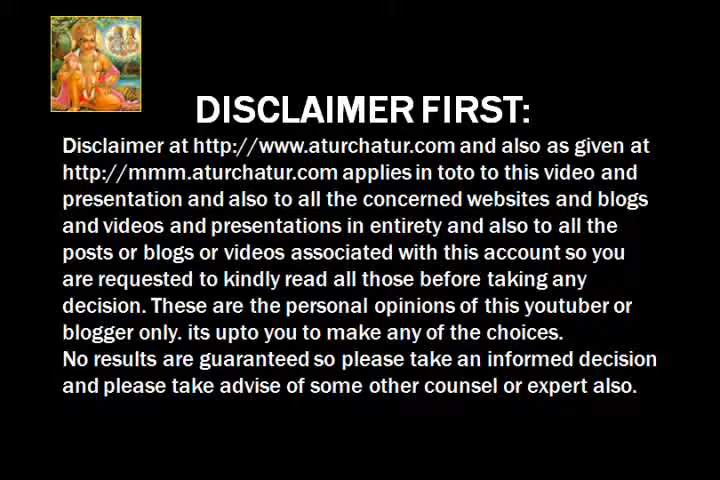 DISCLAIMER FIRST:
Disclaimer at http://www.aturchatur.com and also as given at
http://mmm.aturchatur.com applies in toto to this video and
presentation and also to all the concerned websites and blogs
and videos and presentations in entirety and also to all the
posts or blogs or videos associated with this account so you
are requested to kindly read all those before taking any
decision. These are the personal opinions of this youtuber or
blogger only. its upto you to make any of the choices.
No results are guaranteed so please take an informed decision
and please take advise of some other counsel or expert also.